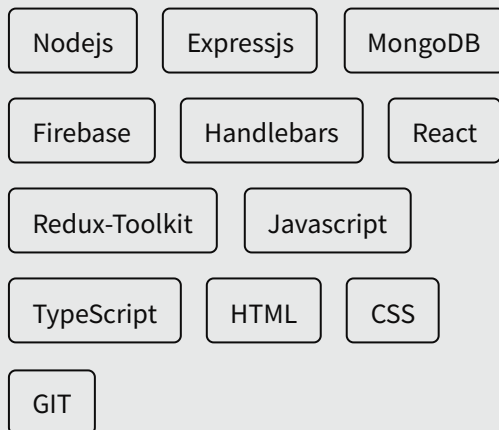 Nodejs Expressjs MongoDB
Firebase Handlebars React
Redux-Toolkit Javascript
TypeScript HTML CSS
GIT